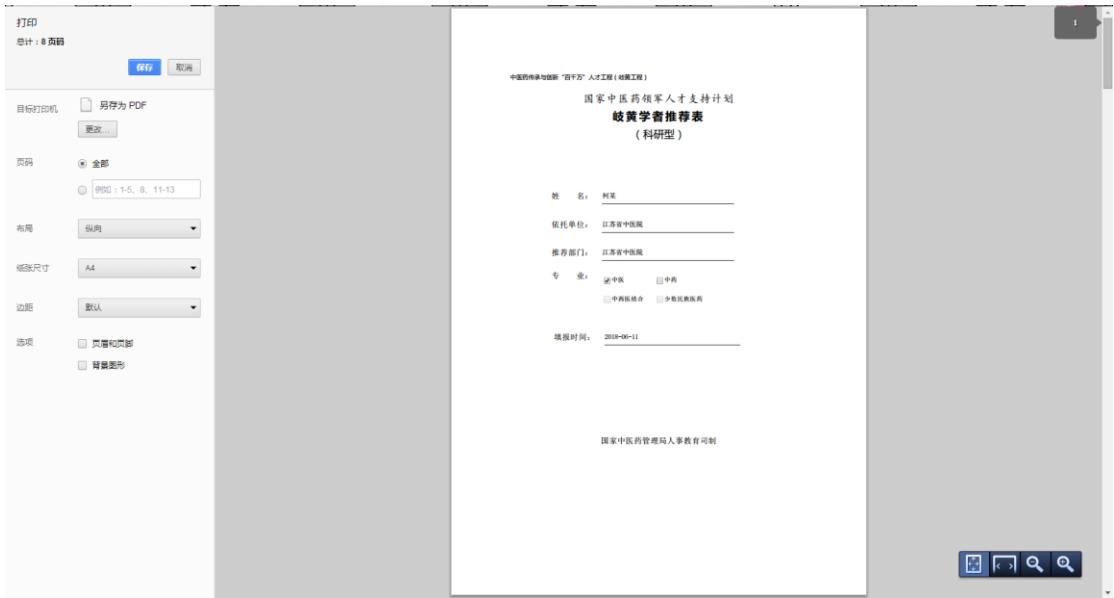 打印
总计：8 页码
保存 取消
目标打印机 另存为 PDF
更改...
页码 全部
例如：1-5、8、11-13
布局 纵向
纸张尺寸 A4
边距 默认
选项 页眉和页脚
背景图形
1
中医药传承与创新“百千万”人才工程（岐黄工程）
国家中医药领军人才支持计划
岐黄学者推荐表
（科研型）
姓 名： 柯某
依托单位： 江苏省中医院
推荐部门： 江苏省中医院
专 业： 中医 中药
中西医结合 少数民族医药
填报时间： 2018-06-11
国家中医药管理局人事教育司制